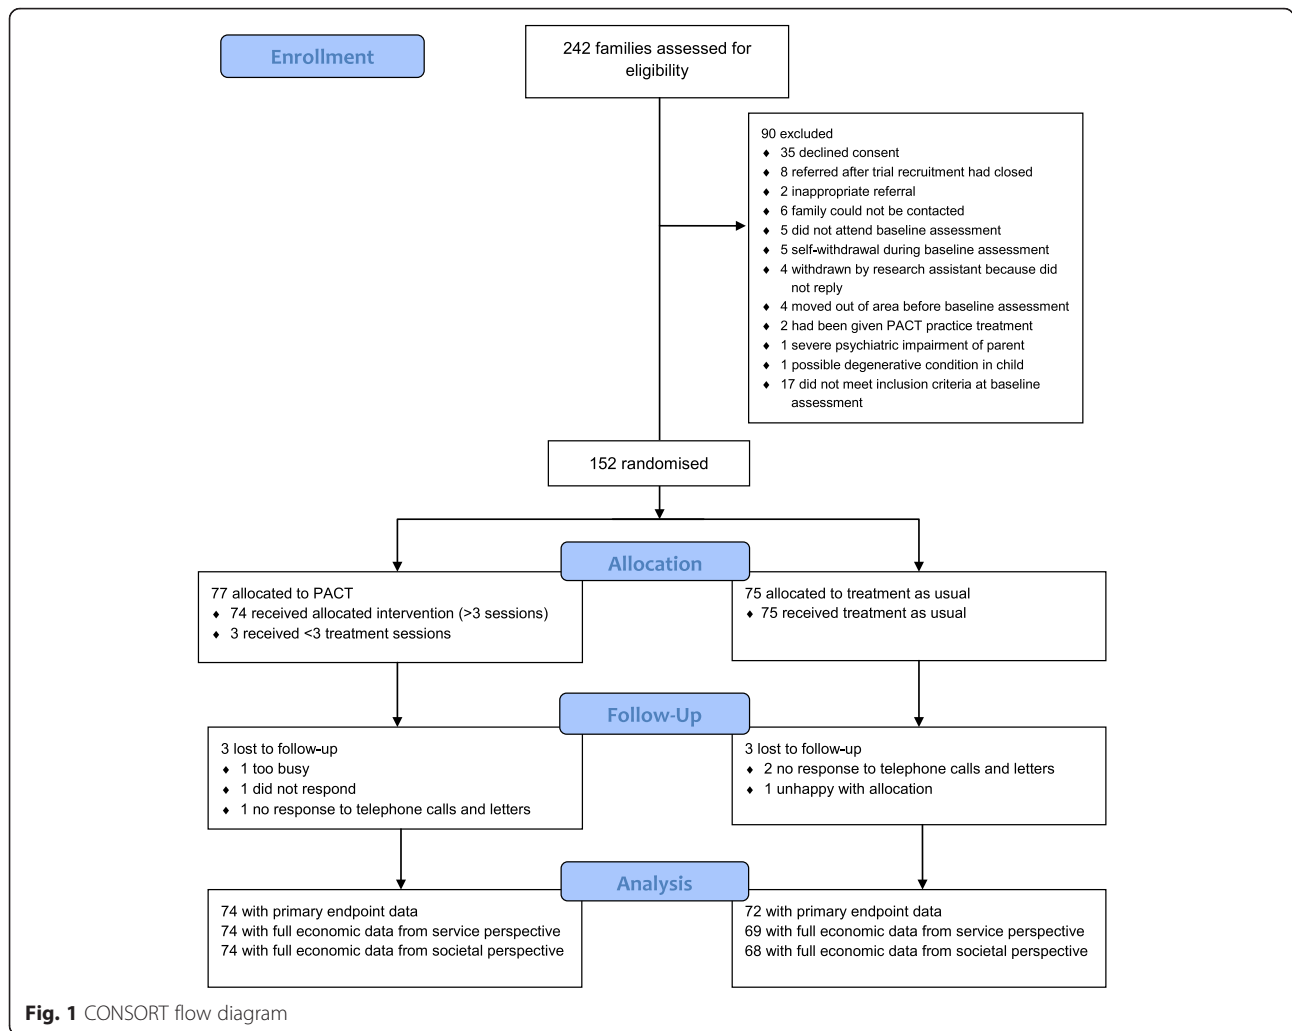 Enrollment
242 families assessed for
eligibility
90 excluded
♦ 35 declined consent
♦ 8 referred after trial recruitment had closed
♦ 2 inappropriate referral
♦ 6 family could not be contacted
♦ 5 did not attend baseline assessment
♦ 5 self-withdrawal during baseline assessment
♦ 4 withdrawn by research assistant because did
not reply
♦ 4 moved out of area before baseline assessment
♦ 2 had been given PACT practice treatment
♦ 1 severe psychiatric impairment of parent
♦ 1 possible degenerative condition in child
♦ 17 did not meet inclusion criteria at baseline
assessment
152 randomised
Allocation
77 allocated to PACT
♦ 74 received allocated intervention (>3 sessions)
♦ 3 received <3 treatment sessions
75 allocated to treatment as usual
♦ 75 received treatment as usual
Follow-Up
3 lost to follow-up
♦ 1 too busy
♦ 1 did not respond
♦ 1 no response to telephone calls and letters
3 lost to follow-up
♦ 2 no response to telephone calls and letters
♦ 1 unhappy with allocation
Analysis
74 with primary endpoint data
74 with full economic data from service perspective
74 with full economic data from societal perspective
72 with primary endpoint data
69 with full economic data from service perspective
68 with full economic data from societal perspective
Fig. 1 CONSORT flow diagram